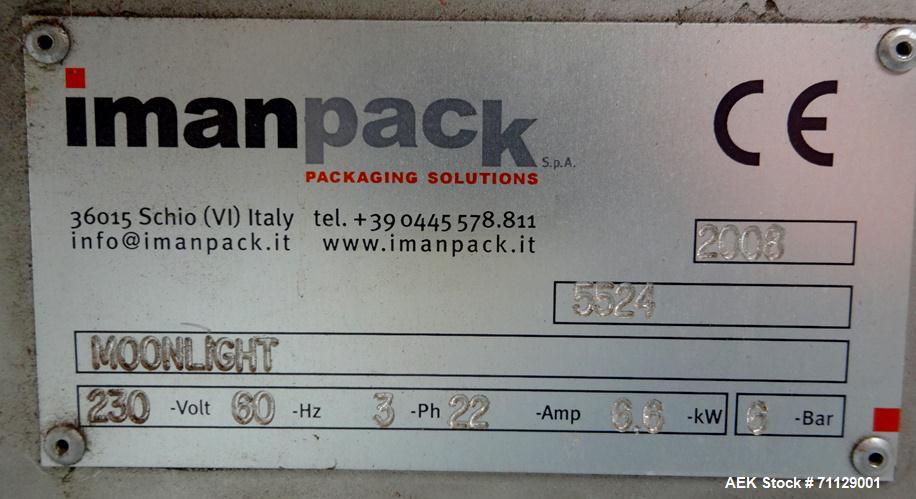 imanpack S.p.A.
PACKAGING SOLUTIONS
CE
36015 Schio (VI) Italy tel. +39 0445 578.811
info@imanpack.it www.imanpack.it
2008
5524
MOONLIGHT
230 -Volt 60 -Hz 3 -Ph 22 -Amp 6.6 -kW 6 -Bar
AEK Stock # 71129001